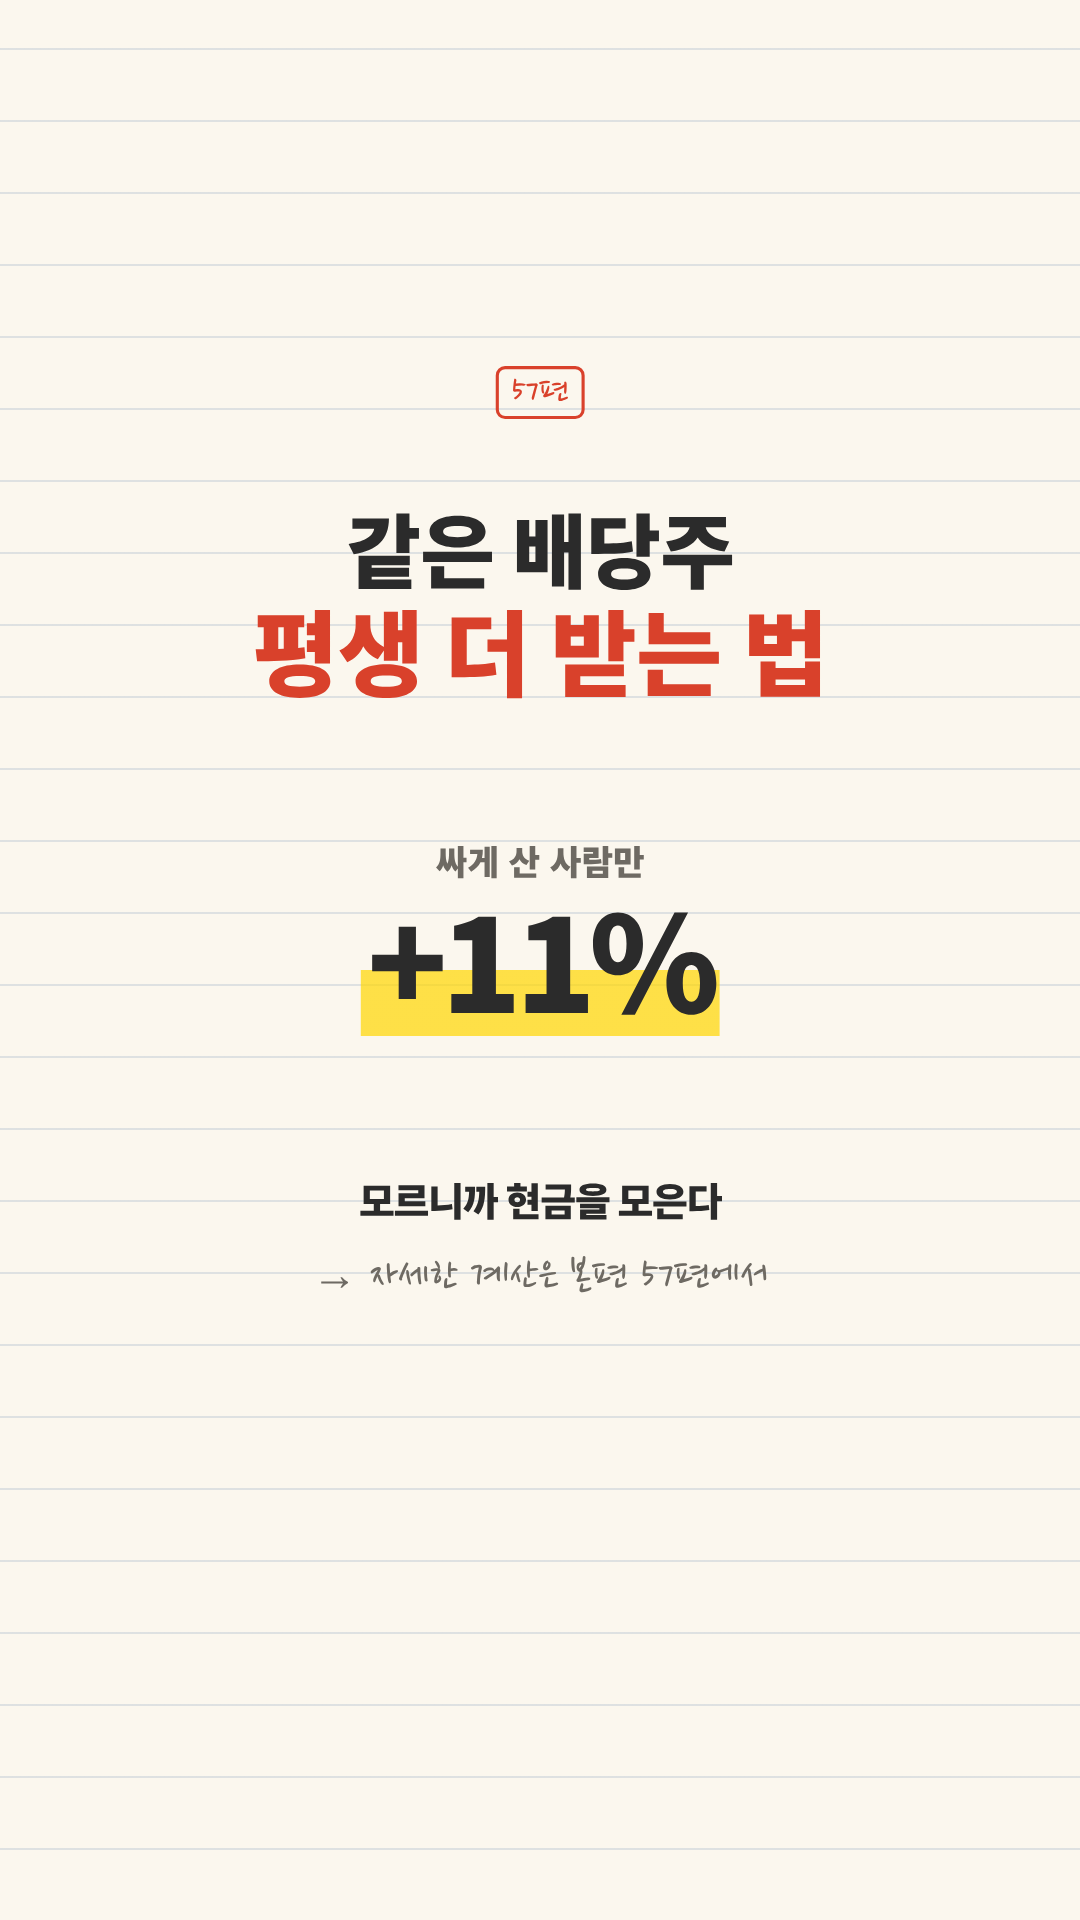 57편
같은 배당주
평생 더 받는 법
싸게 산 사람만
+11%
모르니까 현금을 모은다
→ 자세한 계산은 본편 57편에서